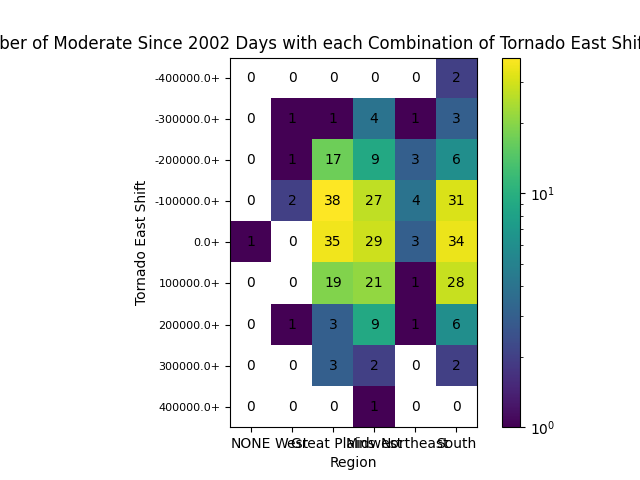 ber of Moderate Since 2002 Days with each Combination of Tornado East Shif
-400000.0+ 0 0 0 0 0 2
-300000.0+ 0 1 1 4 1 3
-200000.0+ 0 1 17 9 3 6
-100000.0+ 0 2 38 27 4 31
0.0+ 1 0 35 29 3 34
100000.0+ 0 0 19 21 1 28
200000.0+ 0 1 3 9 1 6
300000.0+ 0 0 3 2 0 2
400000.0+ 0 0 0 1 0 0
NONE West Great Plains Midwest Northeast South
Region
Tornado East Shift
10^1
10^0